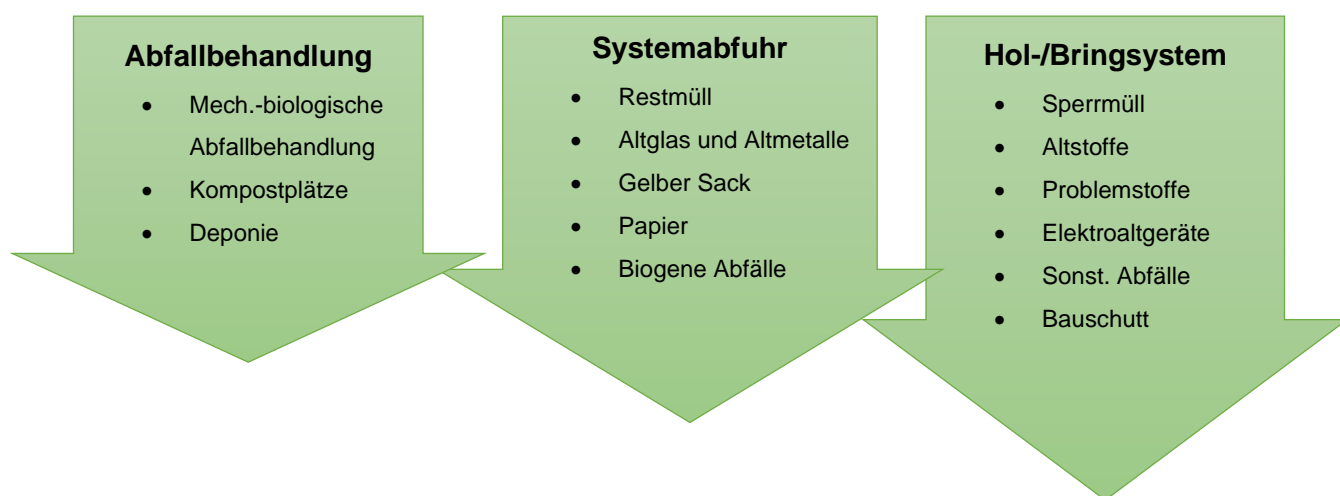 Abfallbehandlung
• Mech.-biologische
Abfallbehandlung
• Kompostplätze
• Deponie
Systemabfuhr
• Restmüll
• Altglas und Altmetalle
• Gelber Sack
• Papier
• Biogene Abfälle
Hol-/Bringsystem
• Sperrmüll
• Altstoffe
• Problemstoffe
• Elektroaltgeräte
• Sonst. Abfälle
• Bauschutt